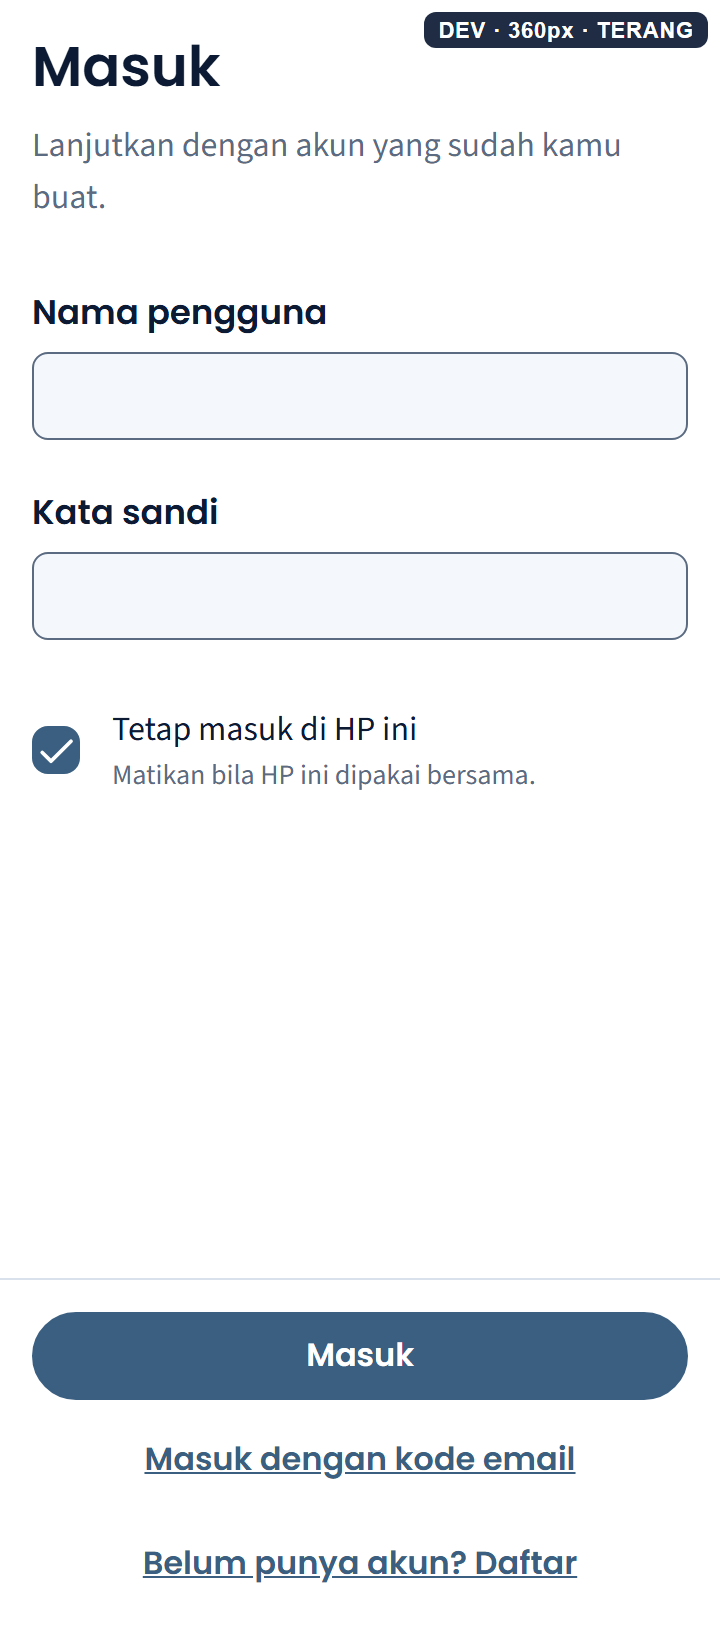 DEV · 360px · TERANG
Masuk
Lanjutkan dengan akun yang sudah kamu
buat.
Nama pengguna
Kata sandi
Tetap masuk di HP ini
Matikan bila HP ini dipakai bersama.
Masuk
Masuk dengan kode email
Belum punya akun? Daftar